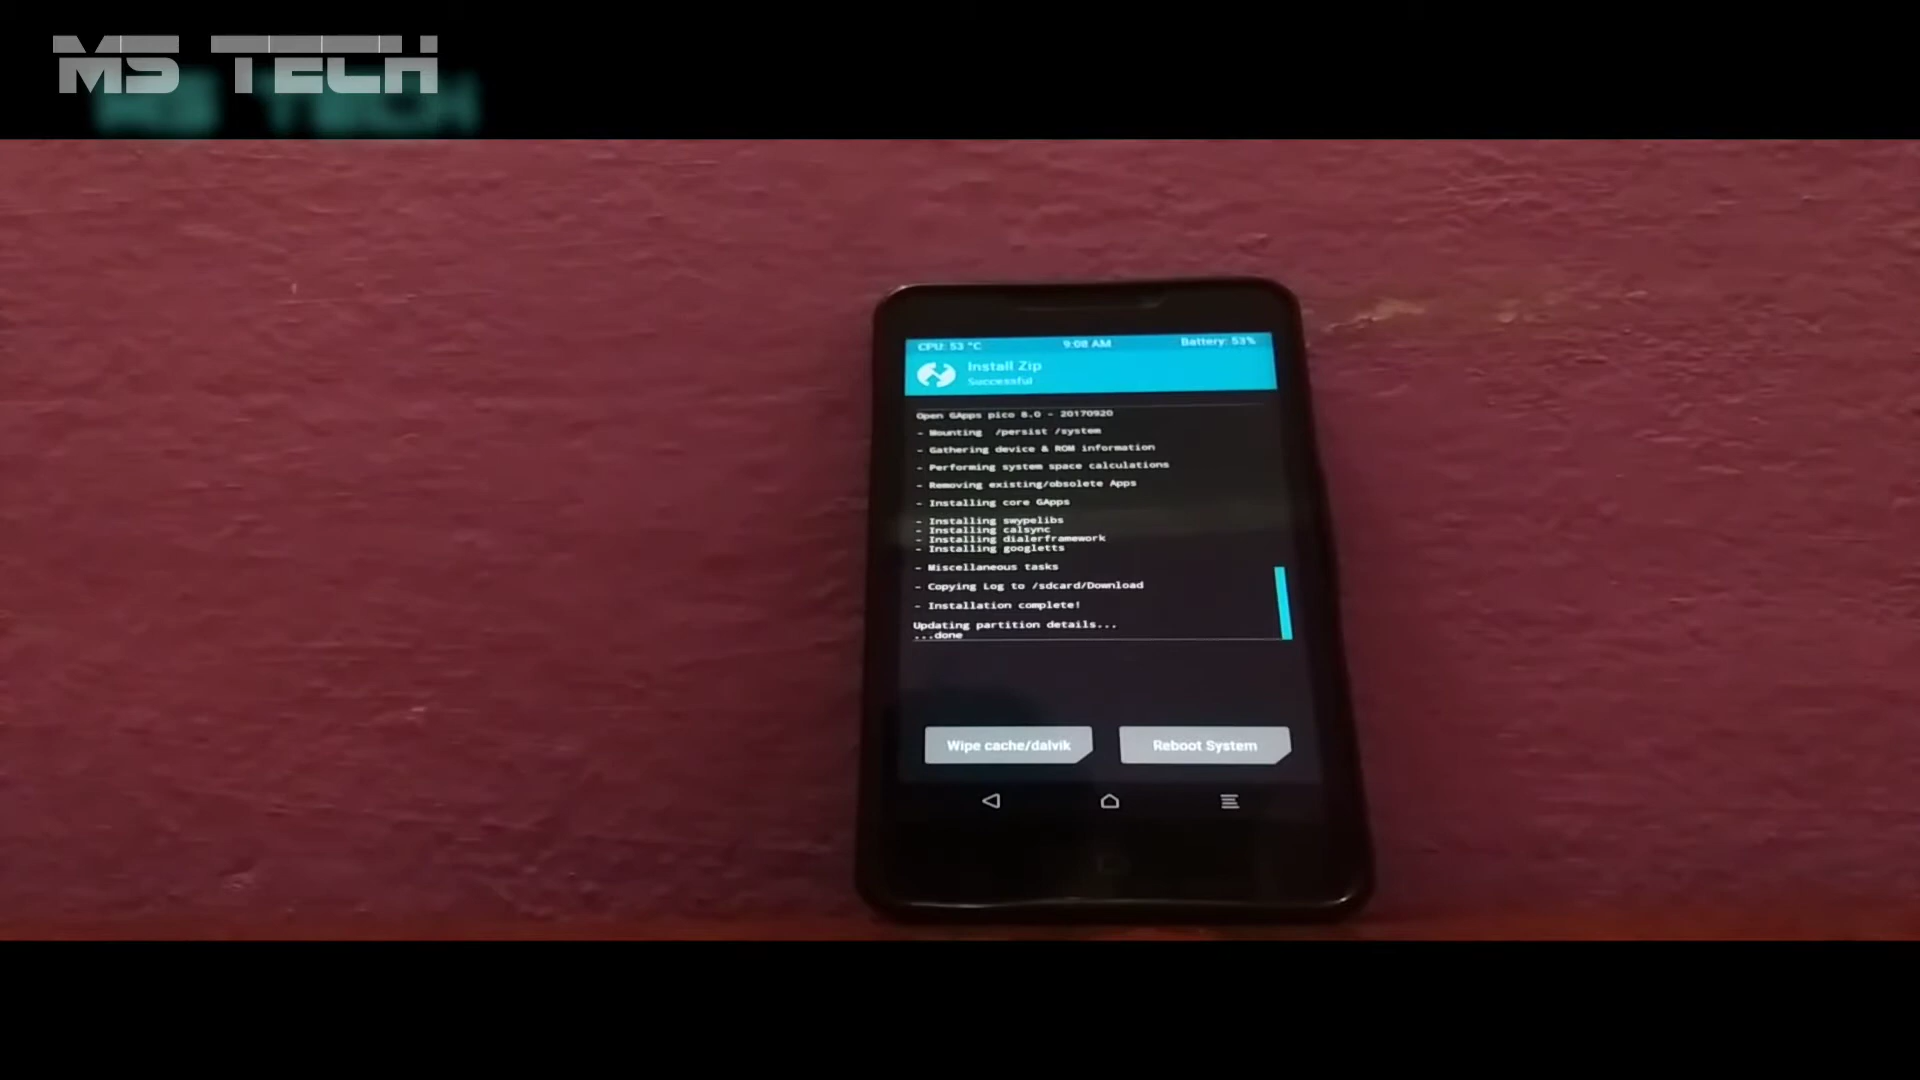 MS TECH
CPU: 53 °C 9:08 AM Battery: 53%
Install Zip
Successful
Open GApps pico 8.0 - 20170920
- Mounting /persist /system
- Gathering device & ROM information
- Performing system space calculations
- Removing existing/obsolete Apps
- Installing core GApps
- Installing swypelibs
- Installing calsync
- Installing dialerframework
- Installing googletts
- Miscellaneous tasks
- Copying Log to /sdcard/Download
- Installation complete!
Updating partition details...
...done
Wipe cache/dalvik Reboot System